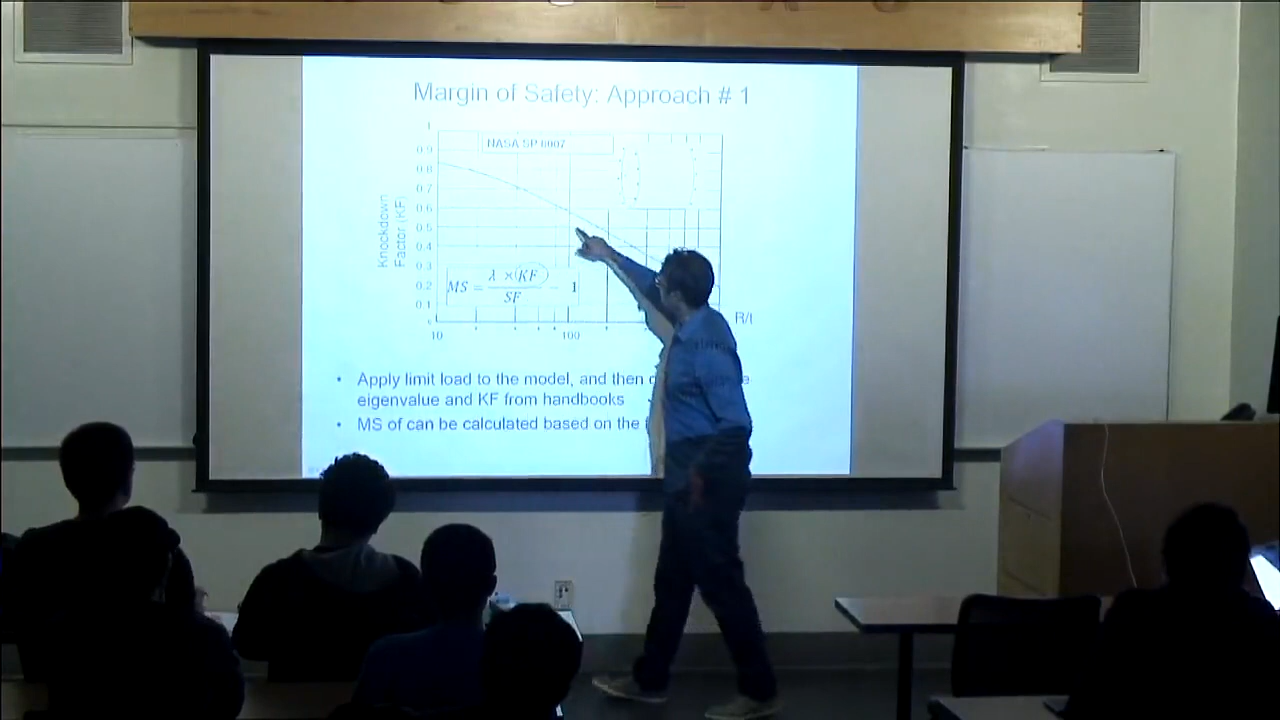 Margin of Safety: Approach # 1
1
NASA SP 8007
0.9
0.8
0.7
0.6
0.5
0.4
0.3
0.2
0.1
Knockdown
Factor (KF)
MS = λ × KF / SF - 1
10
100
R/t
Apply limit load to the model, and then
eigenvalue and KF from handbooks
MS of can be calculated based on the